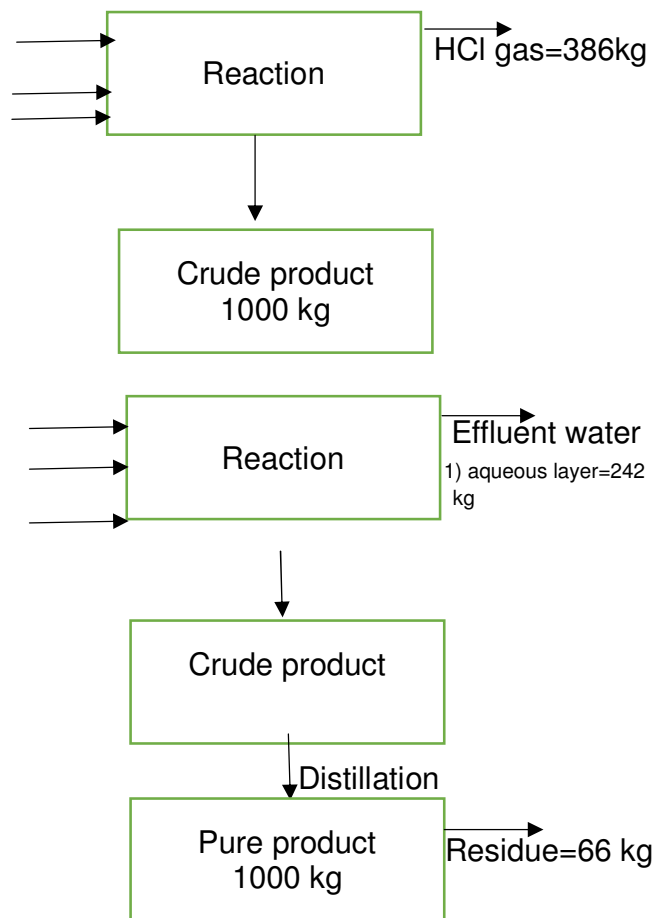 Reaction
HCl gas=386kg
Crude product
1000 kg
Reaction
Effluent water
1) aqueous layer=242
kg
Crude product
Distillation
Pure product
1000 kg
Residue=66 kg